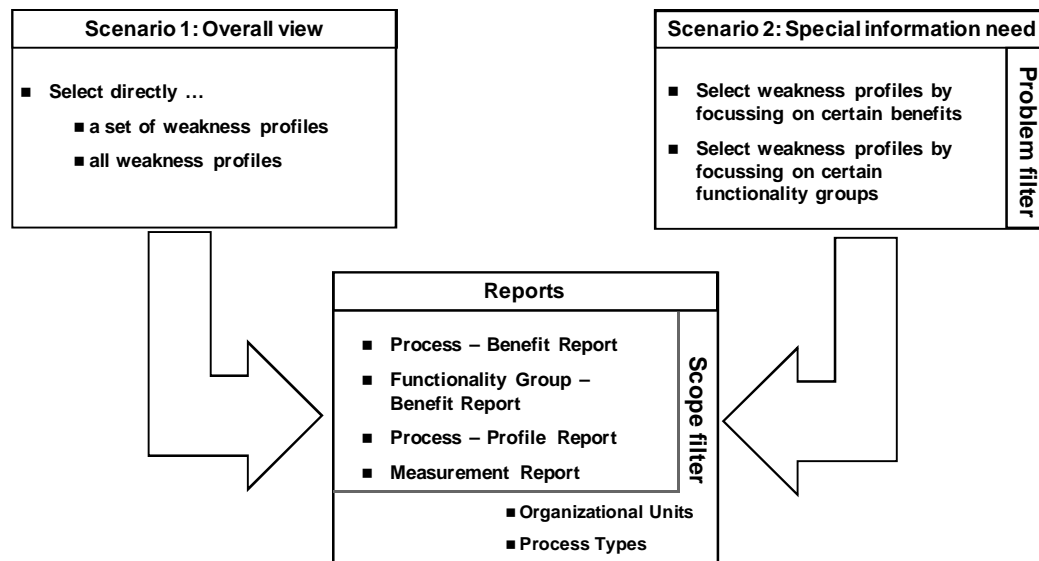 Scenario 1: Overall view
■ Select directly …
■ a set of weakness profiles
■ all weakness profiles
Scenario 2: Special information need
■ Select weakness profiles by
focussing on certain benefits
■ Select weakness profiles by
focussing on certain
functionality groups
Problem filter
Reports
■ Process – Benefit Report
■ Functionality Group –
Benefit Report
■ Process – Profile Report
■ Measurement Report
Scope filter
■ Organizational Units
■ Process Types